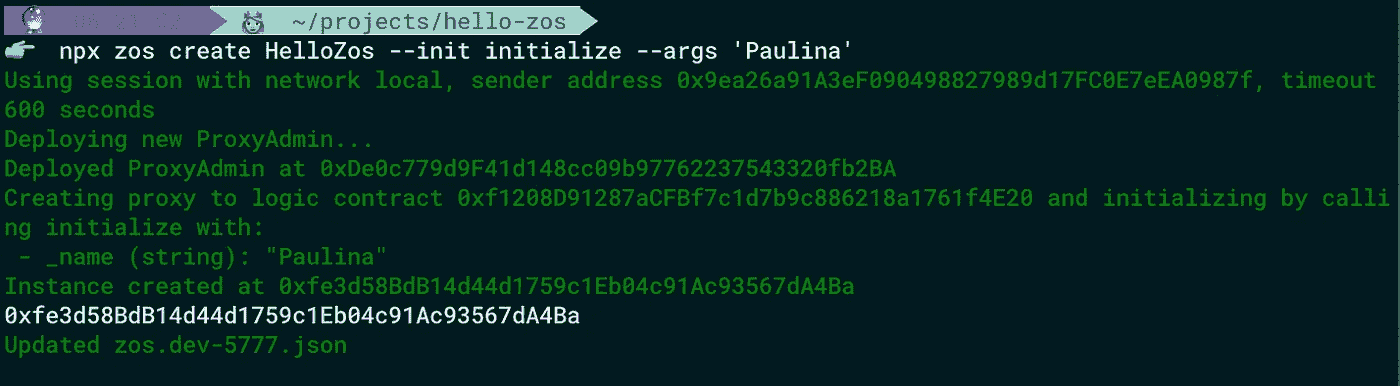 ~/projects/hello-zos
npx zos create HelloZos --init initialize --args 'Paulina'
Using session with network local, sender address 0x9ea26a91A3eF090498827989d17FC0E7eEA0987f, timeout
600 seconds
Deploying new ProxyAdmin...
Deployed ProxyAdmin at 0xDe0c779d9F41d148cc09b97762237543320fb2BA
Creating proxy to logic contract 0xf1208D91287aCFBf7c1d7b9c886218a1761f4E20 and initializing by calli
ng initialize with:
- _name (string): "Paulina"
Instance created at 0xfe3d58BdB14d44d1759c1Eb04c91Ac93567dA4Ba
0xfe3d58BdB14d44d1759c1Eb04c91Ac93567dA4Ba
Updated zos.dev-5777.json